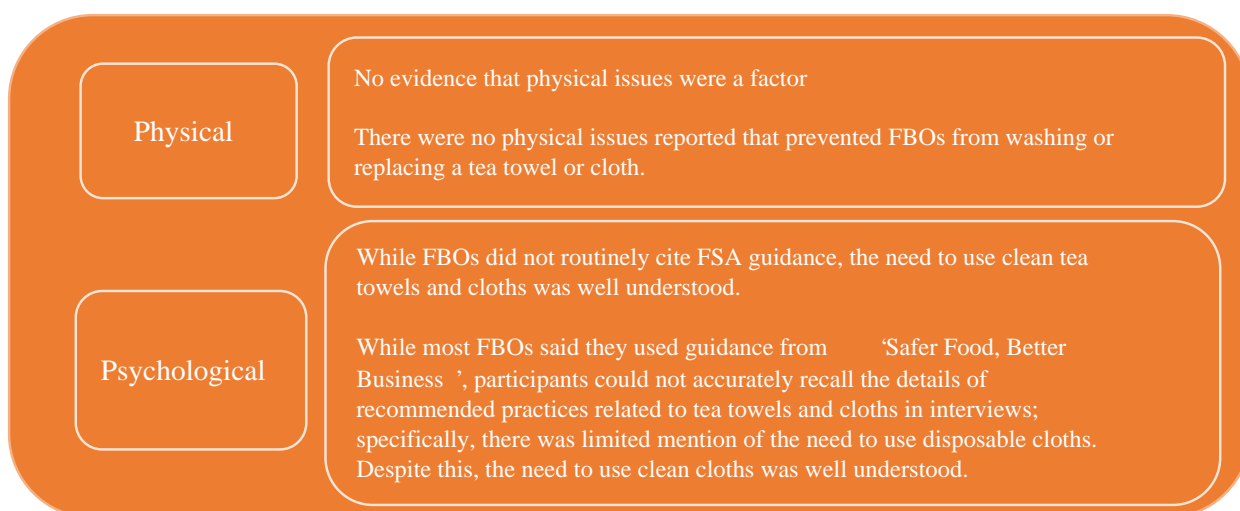 Physical
No evidence that physical issues were a factor
There were no physical issues reported that prevented FBOs from washing or
replacing a tea towel or cloth.
Psychological
While FBOs did not routinely cite FSA guidance, the need to use clean tea
towels and cloths was well understood.
While most FBOs said they used guidance from ‘Safer Food, Better
Business ’, participants could not accurately recall the details of
recommended practices related to tea towels and cloths in interviews;
specifically, there was limited mention of the need to use disposable cloths.
Despite this, the need to use clean cloths was well understood.